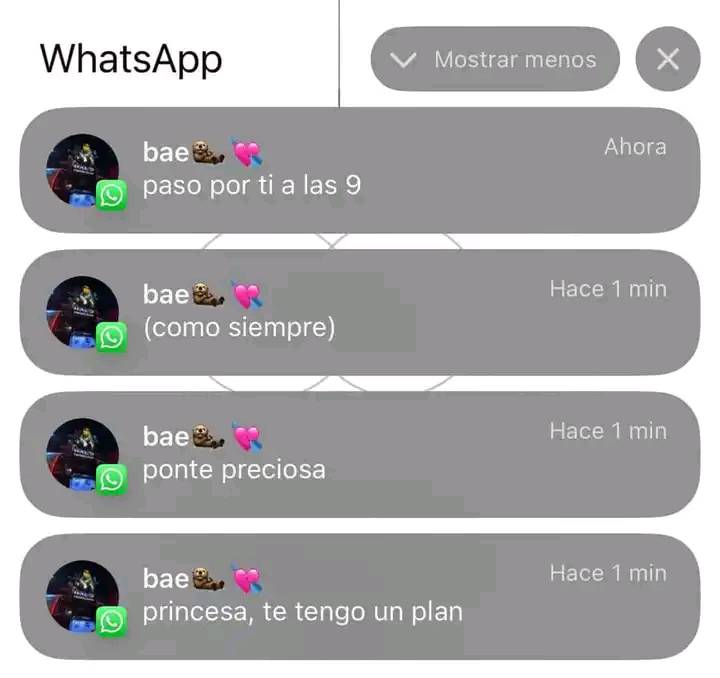 WhatsApp
Mostrar menos
bae🦦💘
Ahora
paso por ti a las 9
bae🦦💘
Hace 1 min
(como siempre)
bae🦦💘
Hace 1 min
ponte preciosa
bae🦦💘
Hace 1 min
princesa, te tengo un plan